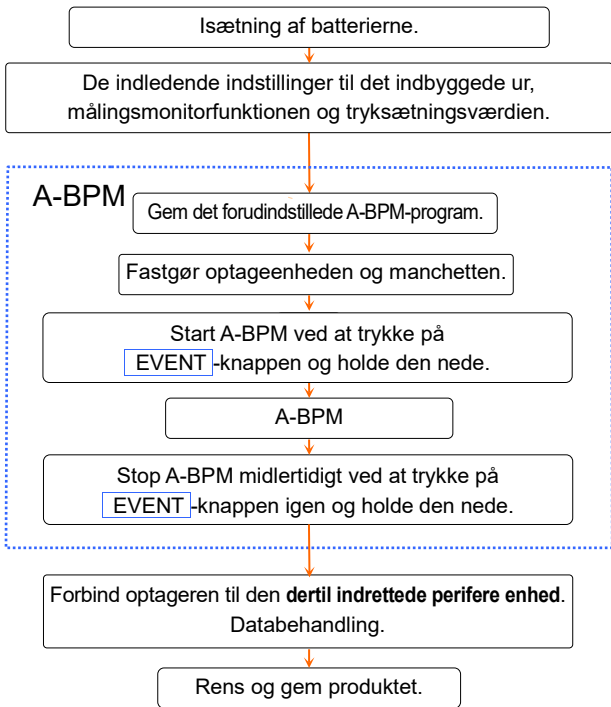 Isætning af batterierne.
De indledende indstillinger til det indbyggede ur,
målingsmonitorfunktionen og tryksætningsværdien.
A-BPM
Gem det forudindstillede A-BPM-program.
Fastgør optageenheden og manchetten.
Start A-BPM ved at trykke på
EVENT -knappen og holde den nede.
A-BPM
Stop A-BPM midlertidigt ved at trykke på
EVENT -knappen igen og holde den nede.
Forbind optageren til den dertil indrettede perifere enhed.
Databehandling.
Rens og gem produktet.